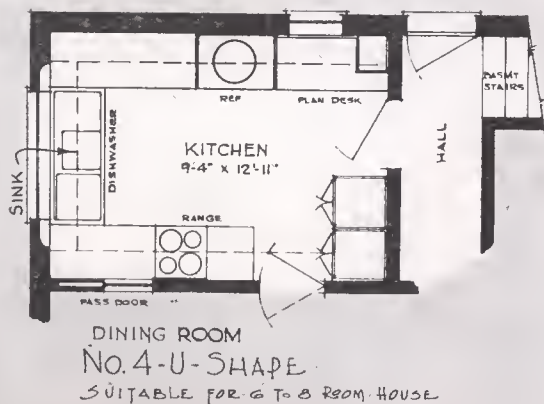 REF
PLAN DESK
BASMT
STAIRS
HALL
KITCHEN
9'-4" x 12'-11"
DISHWASHER
SINK
RANGE
PASS DOOR
DINING ROOM
No. 4-U-SHAPE
SUITABLE FOR 6 TO 8 ROOM HOUSE